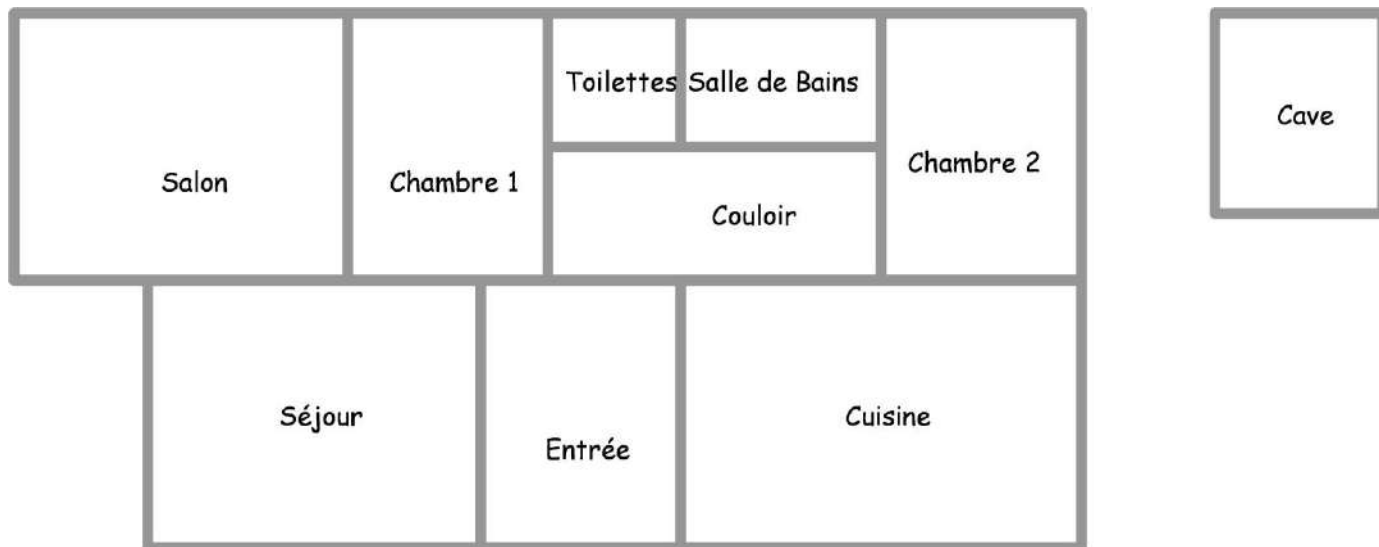 Toilettes
Salle de Bains
Cave
Salon
Chambre 1
Chambre 2
Couloir
Séjour
Entrée
Cuisine